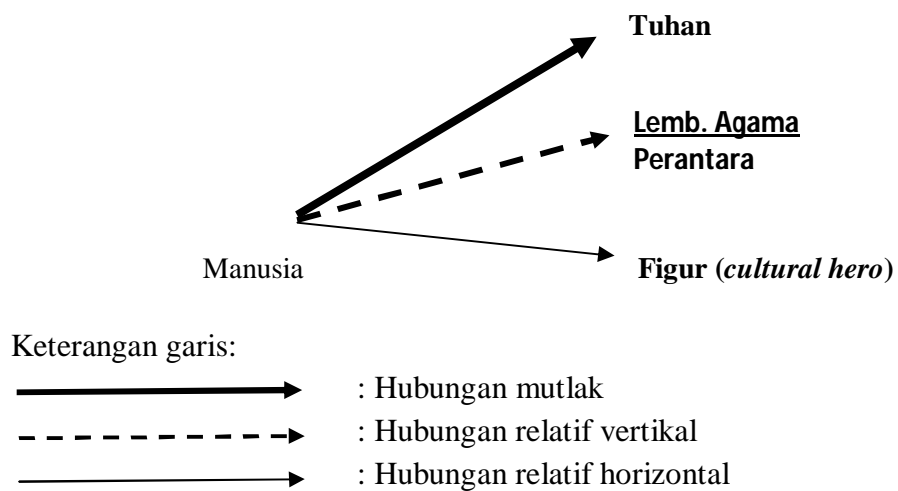 Tuhan
Lemb. Agama
Perantara
Manusia
Figur (cultural hero)
Keterangan garis:
: Hubungan mutlak
: Hubungan relatif vertikal
: Hubungan relatif horizontal